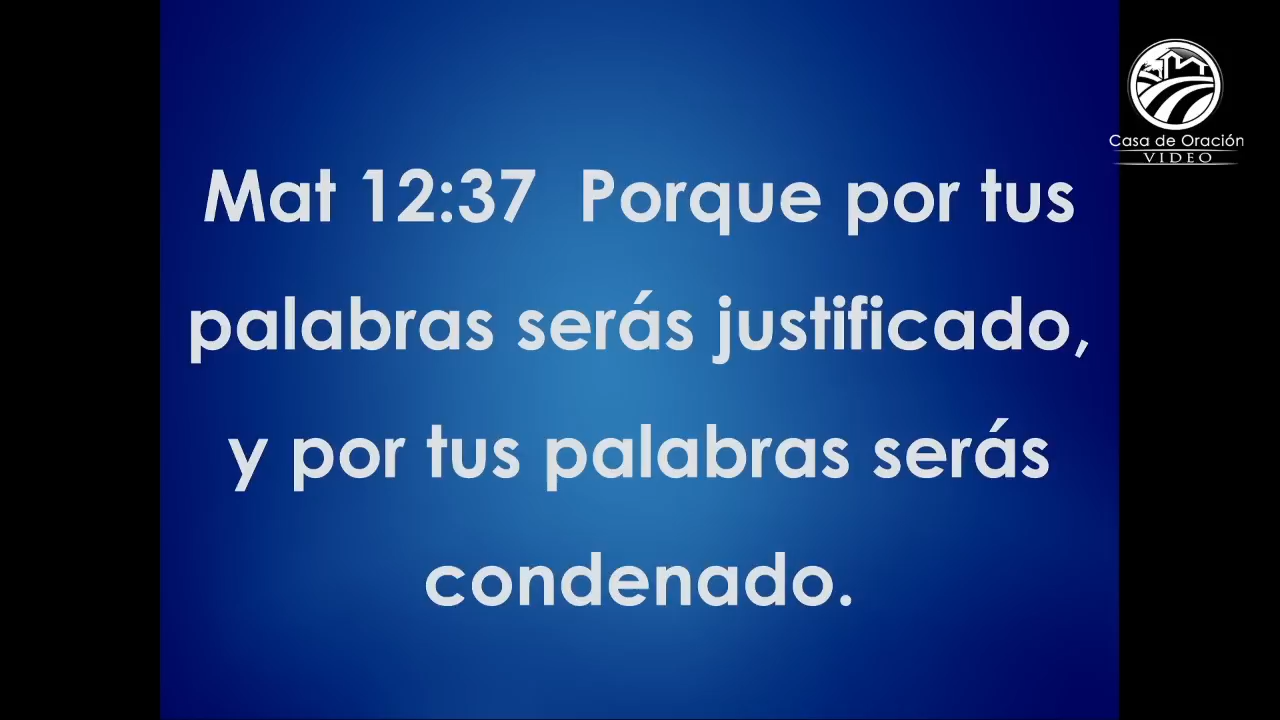 Casa de Oración
VIDEO
Mat 12:37 Porque por tus
palabras serás justificado,
y por tus palabras serás
condenado.